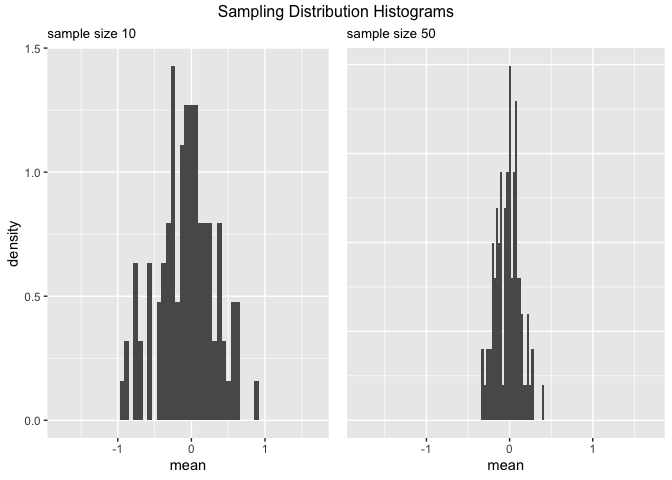 Sampling Distribution Histograms
sample size 10
sample size 50
1.5
1.0
0.5
0.0
density
-1
0
1
-1
0
1
mean
mean